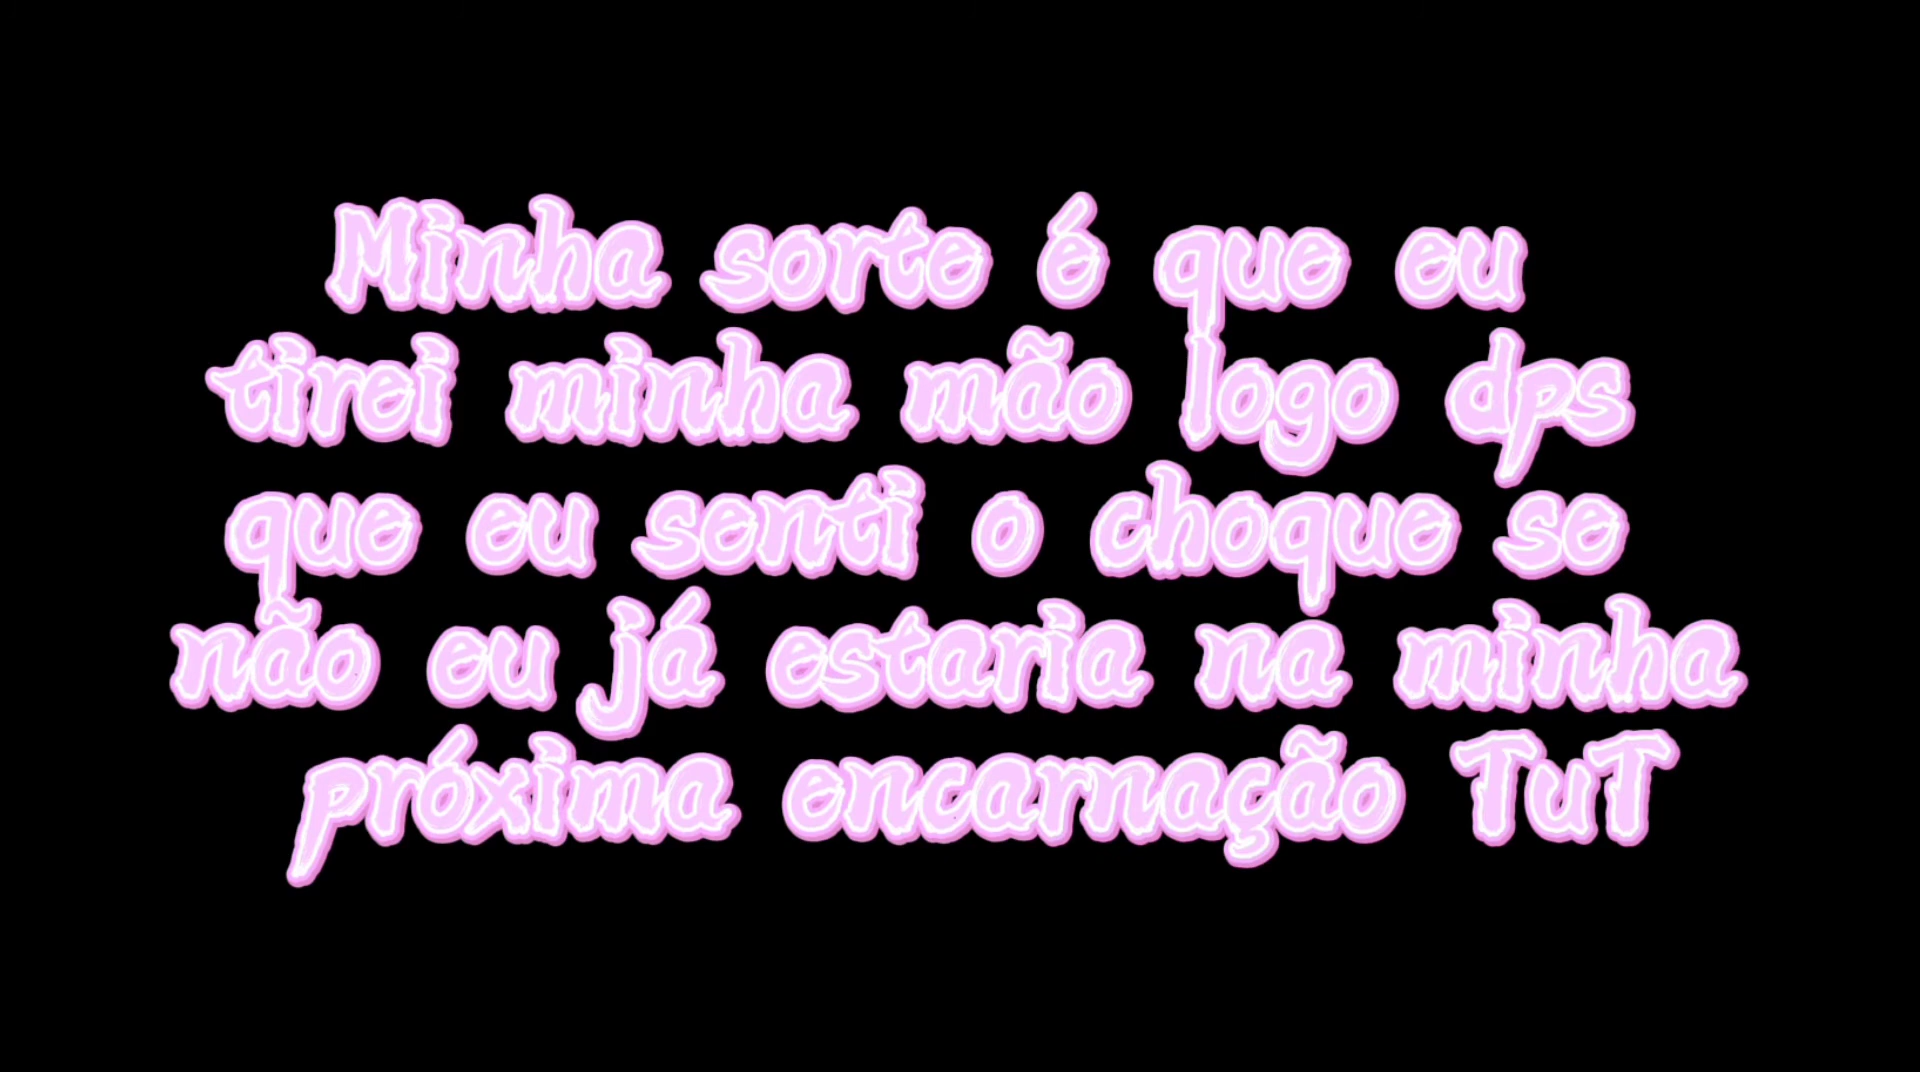 Minha sorte é que eu
tirei minha mão logo dps
que eu senti o choque se
não eu já estaria na minha
próxima encarnação TuT